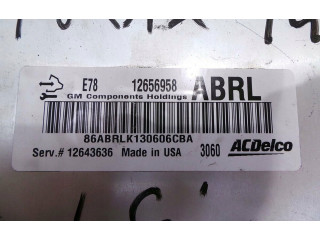 E78 12656958 ABRL
GM Components Holdings
86ABRLK130606CBA
Serv.# 12643636 Made in USA 3060 ACDelco